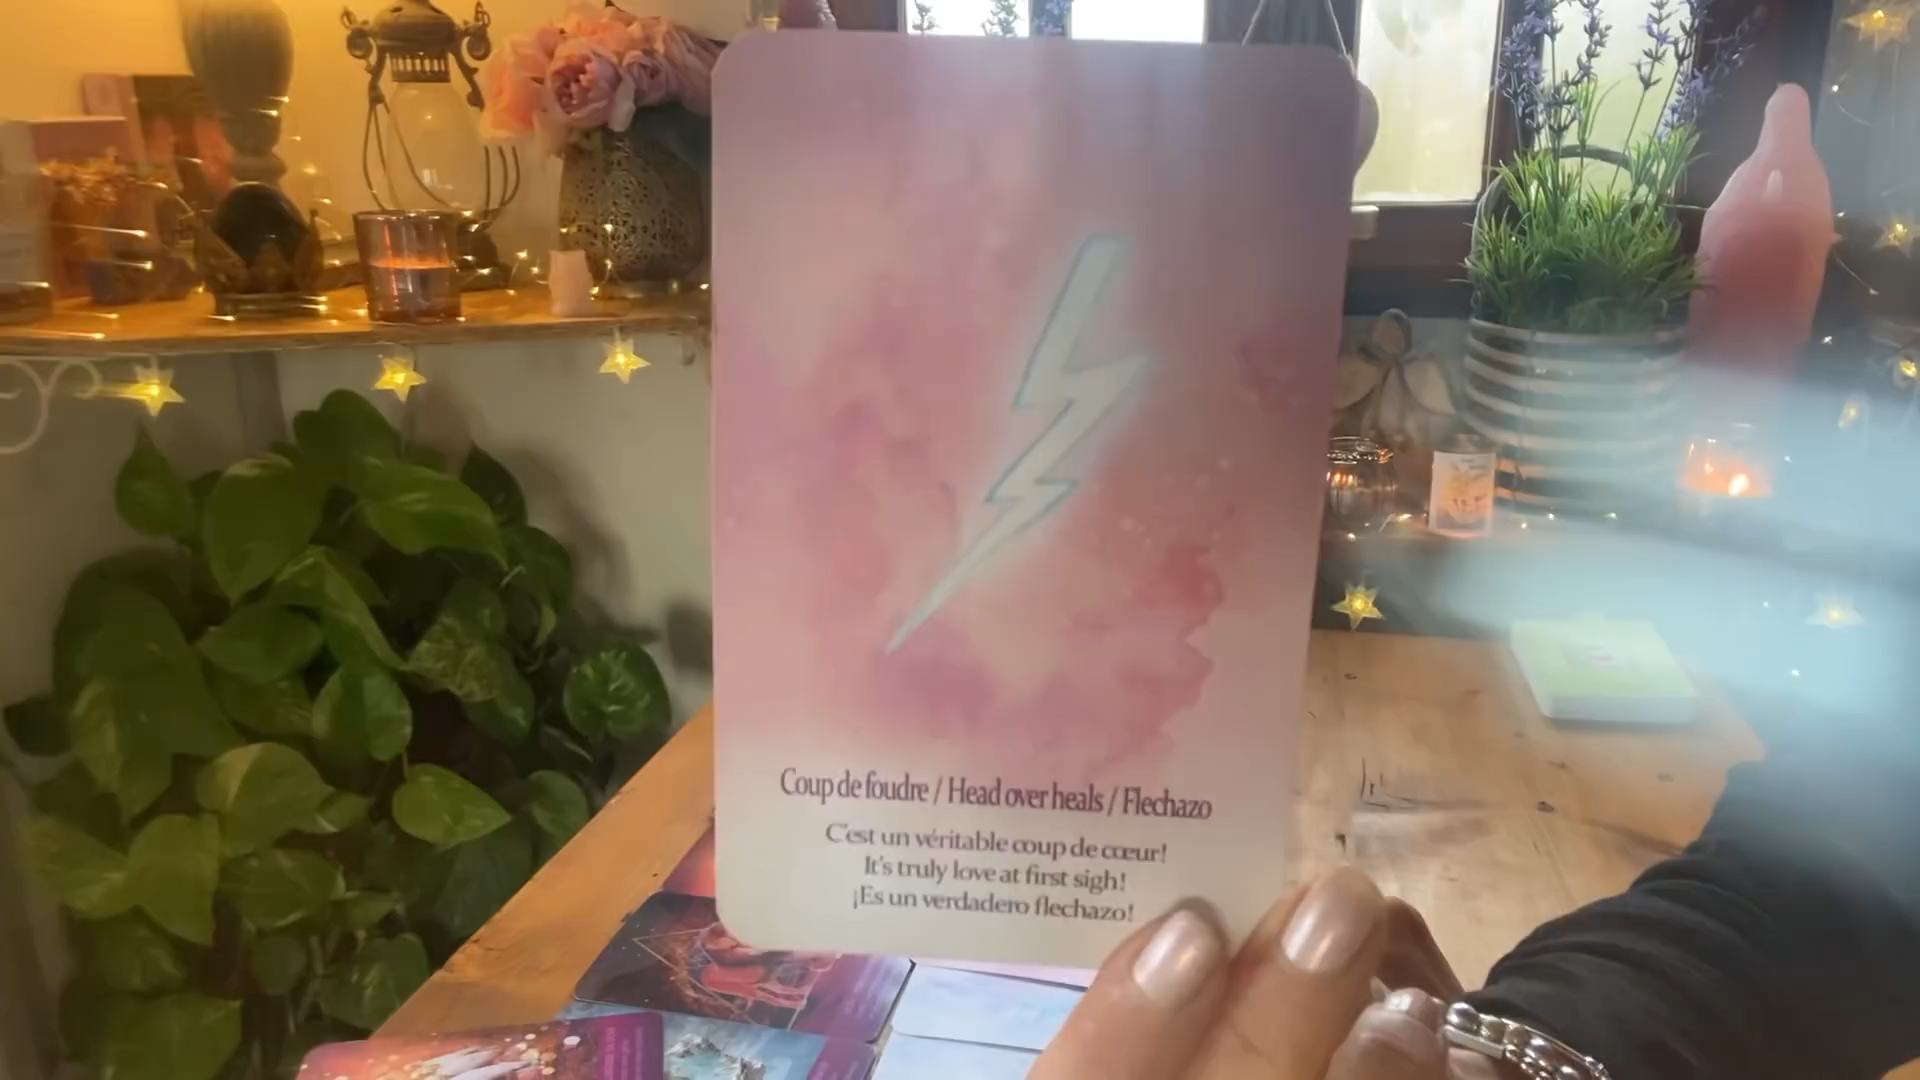 Coup de foudre / Head over heals / Flechazo
C'est un véritable coup de cœur!
It's truly love at first sigh!
¡Es un verdadero flechazo!